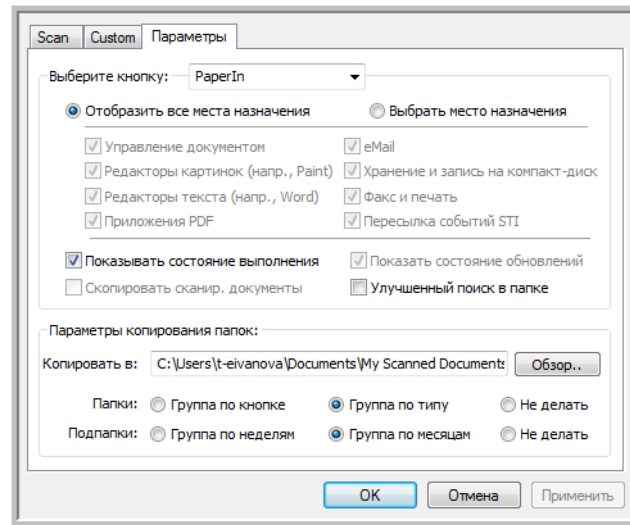 Scan Custom Параметры
Выберите кнопку: PaperIn
Отобразить все места назначения Выбрать место назначения
Управление документом eMail
Редакторы картинок (напр., Paint) Хранение и запись на компакт-диск
Редакторы текста (напр., Word) Факс и печать
Приложения PDF Пересылка событий STI
Показывать состояние выполнения Показать состояние обновлений
Скопировать сканир. документы Улучшенный поиск в папке
Параметры копирования папок:
Копировать в: C:\Users\t-eivanova\Documents\My Scanned Documents Обзор..
Папки: Группа по кнопке Группа по типу Не делать
Подпапки: Группа по неделям Группа по месяцам Не делать
OK Отмена Применить